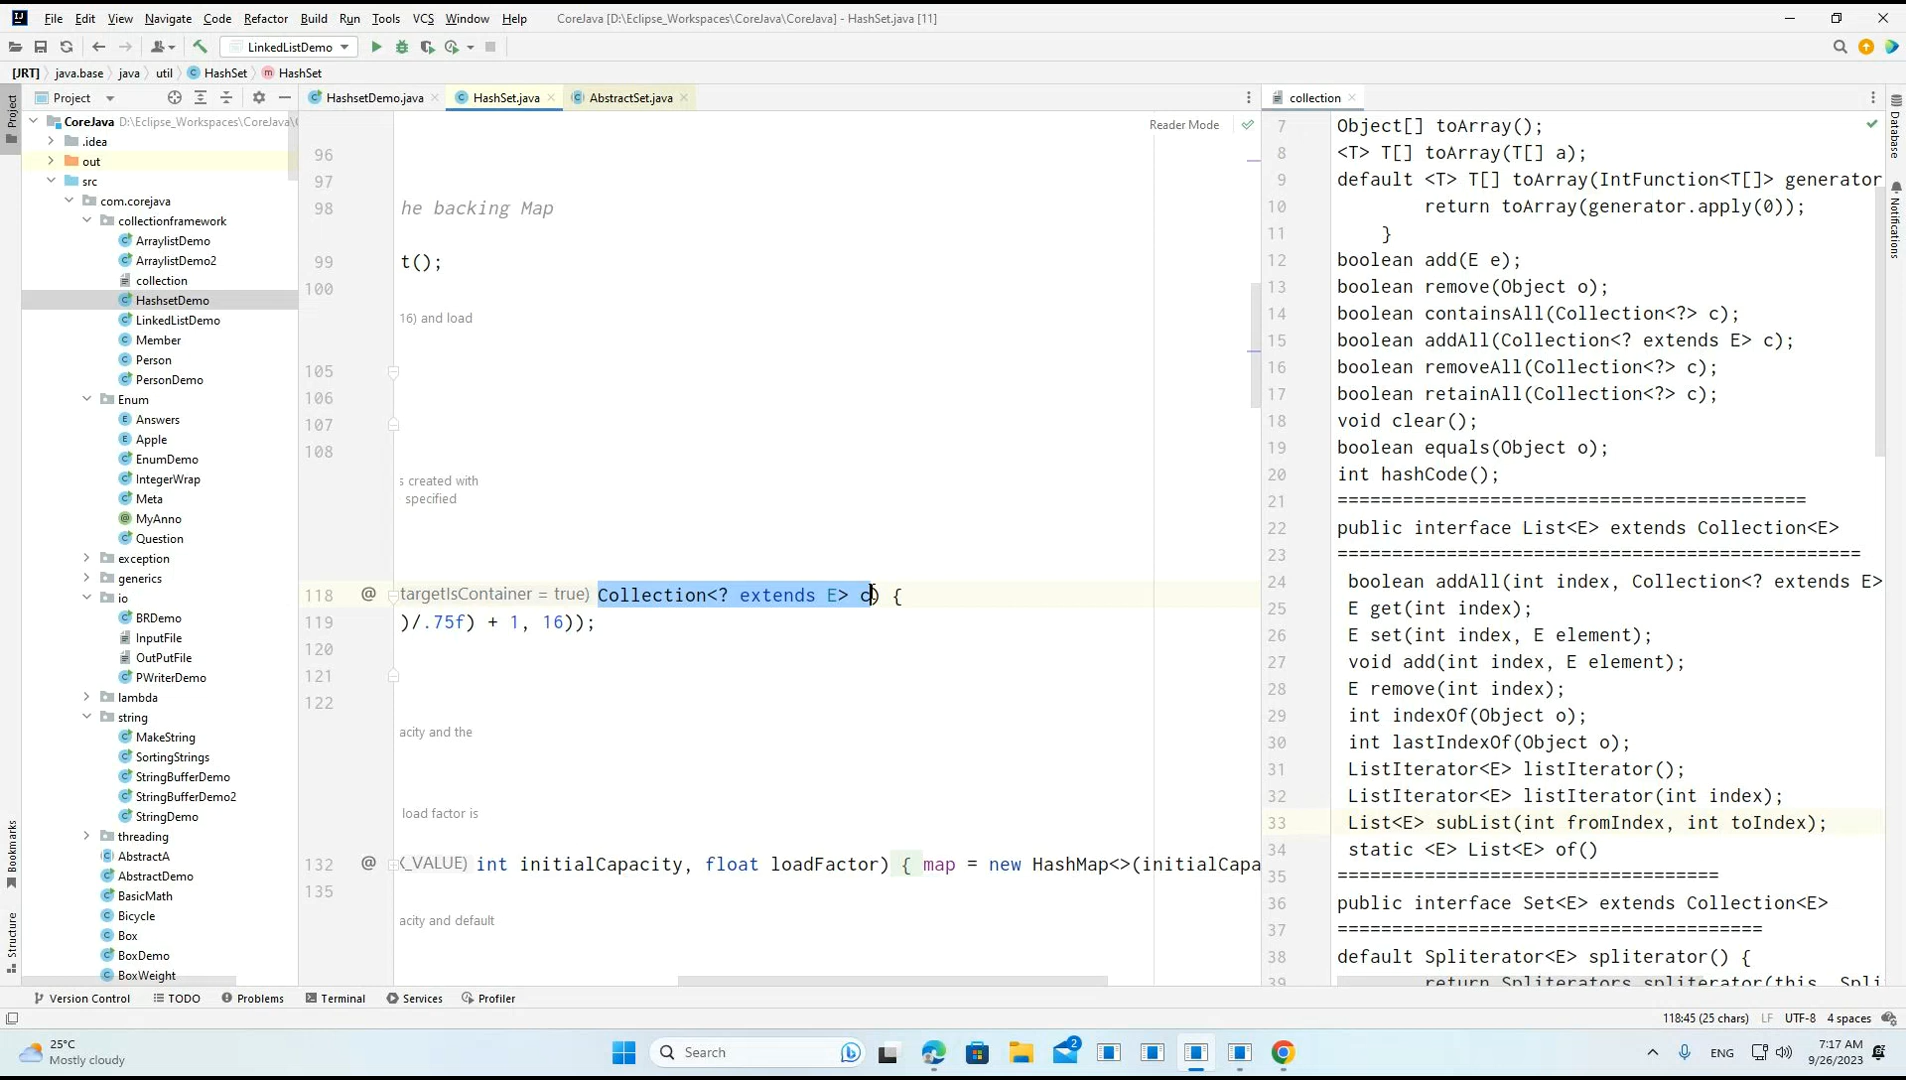 File Edit View Navigate Code Refactor Build Run Tools VCS Window Help CoreJava [D:\Eclipse_Workspaces\CoreJava\CoreJava] - HashSet.java [11]
LinkedListDemo
[JRT] java.base java util HashSet HashSet
Project
HashsetDemo.java HashSet.java AbstractSet.java
collection
Project
CoreJava D:\Eclipse_Workspaces\CoreJava\
.idea
out
src
com.corejava
collectionframework
ArraylistDemo
ArraylistDemo2
collection
HashsetDemo
LinkedListDemo
Member
Person
PersonDemo
Enum
Answers
Apple
EnumDemo
IntegerWrap
Meta
MyAnno
Question
exception
generics
io
BRDemo
InputFile
OutPutFile
PWriterDemo
lambda
string
MakeString
SortingStrings
StringBufferDemo
StringBufferDemo2
StringDemo
threading
AbstractA
AbstractDemo
BasicMath
Bicycle
Box
BoxDemo
BoxWeight
Bookmarks
Structure
Reader Mode
96
97
98 he backing Map
99 t();
100
16) and load
105
106
107
108
s created with
specified
118 @ targetIsContainer = true) Collection<? extends E> c) {
119 )/.75f) + 1, 16));
120
121
122
acity and the
load factor is
132 @ _VALUE) int initialCapacity, float loadFactor) { map = new HashMap<>(initialCapa
135
acity and default
7 Object[] toArray();
8 <T> T[] toArray(T[] a);
9 default <T> T[] toArray(IntFunction<T[]> generator
10 return toArray(generator.apply(0));
11 }
12 boolean add(E e);
13 boolean remove(Object o);
14 boolean containsAll(Collection<?> c);
15 boolean addAll(Collection<? extends E> c);
16 boolean removeAll(Collection<?> c);
17 boolean retainAll(Collection<?> c);
18 void clear();
19 boolean equals(Object o);
20 int hashCode();
21 ===========================================
22 public interface List<E> extends Collection<E>
23 ================================================
24 boolean addAll(int index, Collection<? extends E>
25 E get(int index);
26 E set(int index, E element);
27 void add(int index, E element);
28 E remove(int index);
29 int indexOf(Object o);
30 int lastIndexOf(Object o);
31 ListIterator<E> listIterator();
32 ListIterator<E> listIterator(int index);
33 List<E> subList(int fromIndex, int toIndex);
34 static <E> List<E> of()
35 ===================================
36 public interface Set<E> extends Collection<E>
37 =======================================
38 default Spliterator<E> spliterator() {
39 return Spliterators.spliterator(this, Spli
Database
Notifications
Version Control TODO Problems Terminal Services Profiler
118:45 (25 chars) LF UTF-8 4 spaces
25°C
Mostly cloudy
Search
2
ENG
7:17 AM
9/26/2023